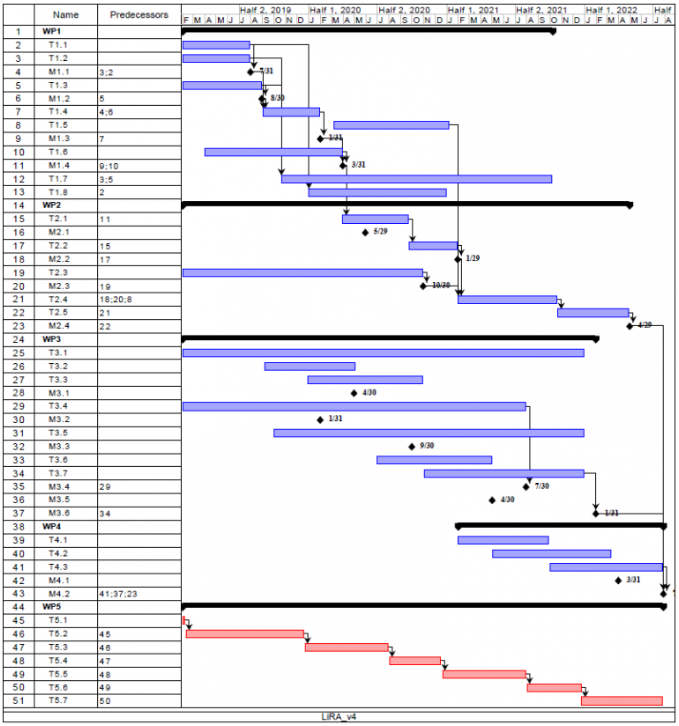 Half 2, 2019 Half 1, 2020 Half 2, 2020 Half 1, 2021 Half 2, 2021 Half 1, 2022 Half
Name Predecessors F M A M J J A S O N D J F M A M J J A S O N D J F M A M J J A S O N D J F M A M J J A
1 WP1
2 T1.1
3 T1.2
4 M1.1 3;2 7/31
5 T1.3
6 M1.2 5 8/30
7 T1.4 4;6
8 T1.5
9 M1.3 7 1/31
10 T1.6
11 M1.4 9;10 3/31
12 T1.7 3;5
13 T1.8 2
14 WP2
15 T2.1 11
16 M2.1 5/29
17 T2.2 15
18 M2.2 17 1/29
19 T2.3
20 M2.3 19 10/30
21 T2.4 18;20;8
22 T2.5 21
23 M2.4 22 4/29
24 WP3
25 T3.1
26 T3.2
27 T3.3
28 M3.1 4/30
29 T3.4
30 M3.2 1/31
31 T3.5
32 M3.3 9/30
33 T3.6
34 T3.7
35 M3.4 29 7/30
36 M3.5 4/30
37 M3.6 34 1/31
38 WP4
39 T4.1
40 T4.2
41 T4.3
42 M4.1 3/31
43 M4.2 41;37;23
44 WP5
45 T5.1
46 T5.2 45
47 T5.3 46
48 T5.4 47
49 T5.5 48
50 T5.6 49
51 T5.7 50
LiRA_v4